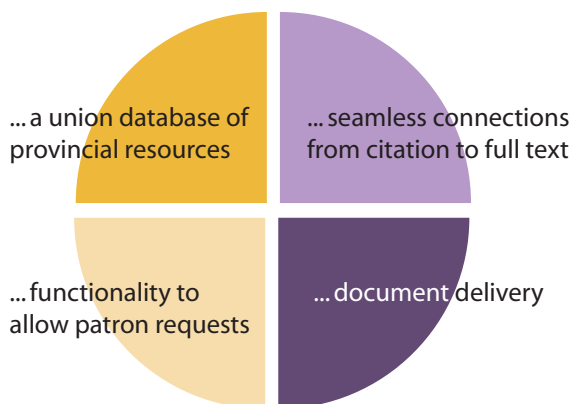 ... a union database of
provincial resources
... seamless connections
from citation to full text
... functionality to
allow patron requests
... document delivery